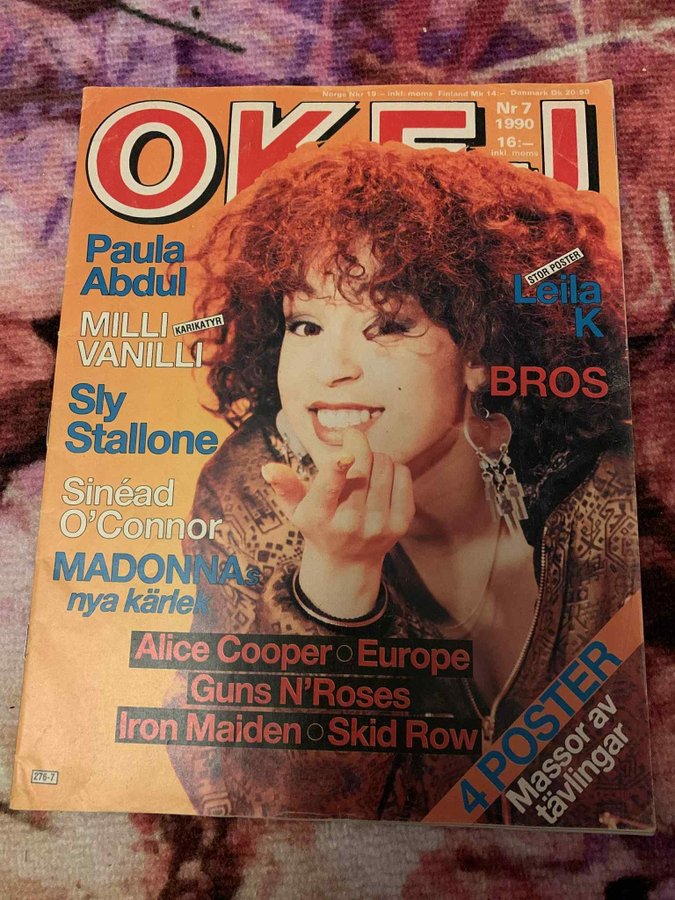 Norge Nkr 19:- inkl. moms Finland Mk 14:- Danmark Dk 20:50
OKEJ
Nr 7
1990
16:—
inkl. moms
Paula
Abdul
MILLI
KARIKATYR
VANILLI
Sly
Stallone
Sinéad
O'Connor
MADONNAs
nya kärlek
STOR POSTER
Leila
K
BROS
Alice Cooper ○ Europe
Guns N'Roses
Iron Maiden ○ Skid Row
4 POSTER
Massor av
tävlingar
276-7